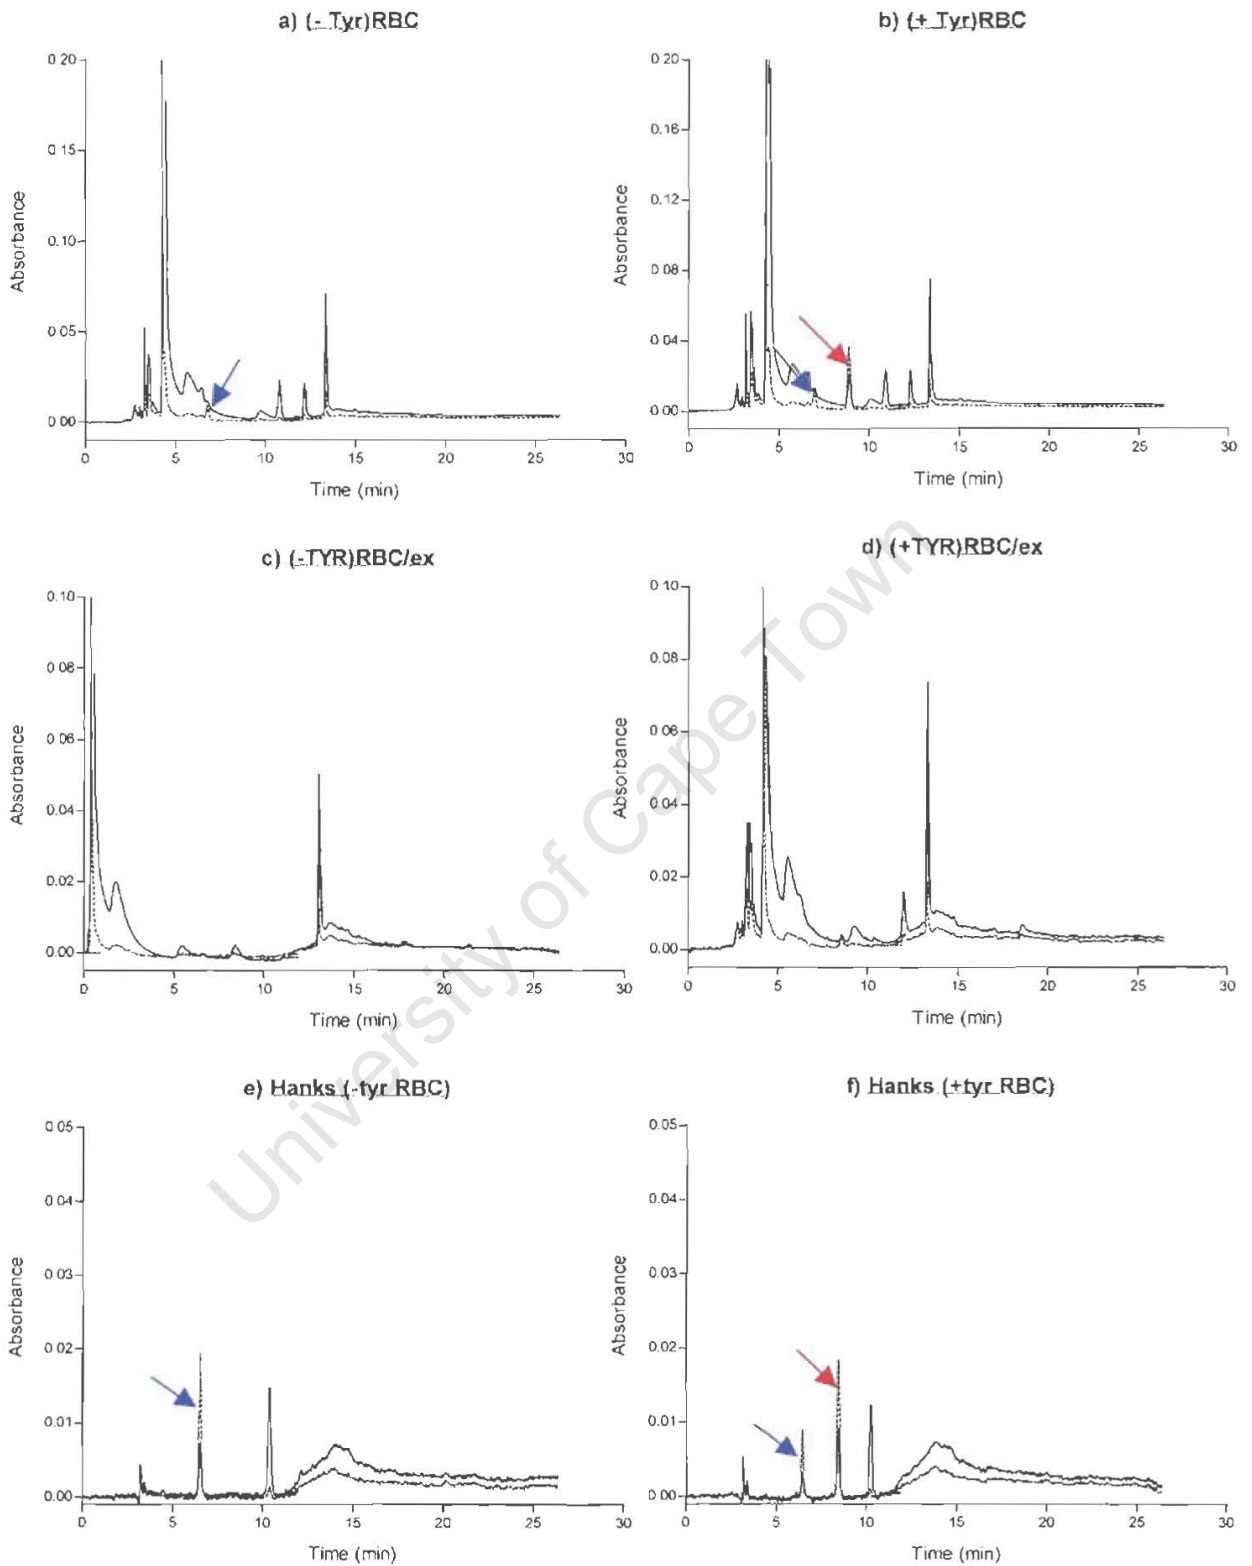 a) (- Tyr)RBC
0 20
0 15
0.10
0.05
0 00
Absorbance
0 5 10 15 20 25 30
Time (min)
b) (+ Tyr)RBC
0.20
0.16
0.12
0.08
0.04
0 00
Absorbance
0 5 10 15 20 25 30
Time (min)
c) (-TYR)RBC/ex
0.10
0 08
0 06
0.04
0.02
0.00
Absorbance
0 5 10 15 20 25 30
Time (min)
d) (+TYR)RBC/ex
0 10
0.08
0.06
0.04
0.02
0.00
Absorbance
0 5 10 15 20 25 30
Time (min)
e) Hanks (-tyr RBC)
0 05
0 04
0 03
0.02
0.01
0.00
Absorbance
0 5 10 15 20 25 30
Time (min)
f) Hanks (+tyr RBC)
0.05
0.04
0.03
0.02
0.01
0 00
Absorbance
0 5 10 15 20 25 30
Time (min)
University of Cape Town